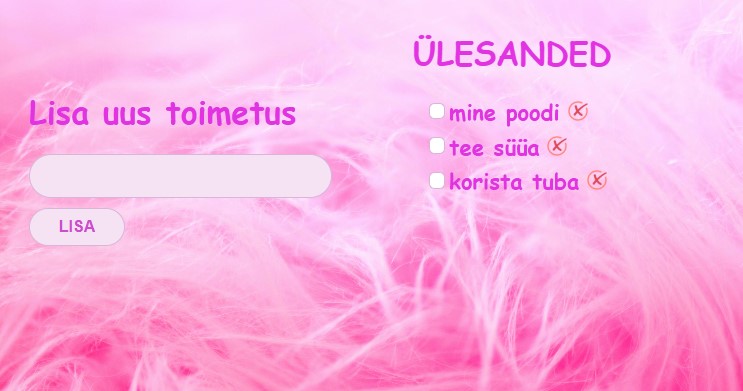 ÜLESANDED
Lisa uus toimetus
mine poodi
tee süüa
korista tuba
LISA